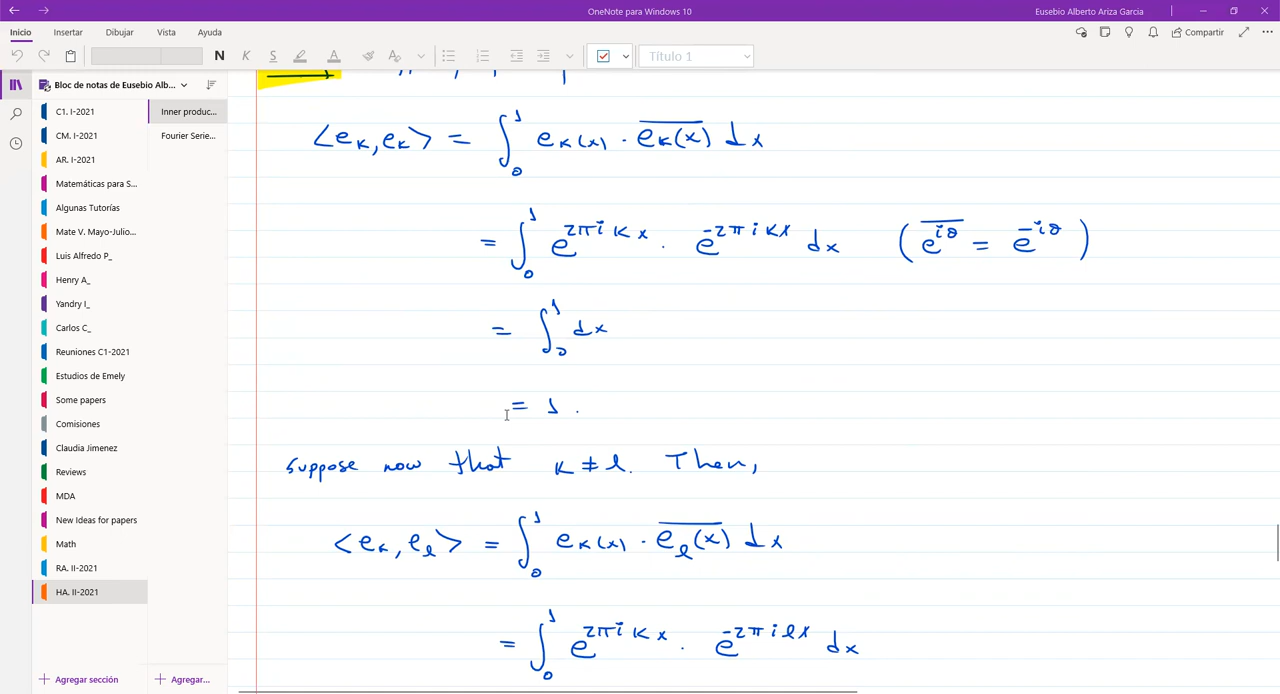 OneNote para Windows 10
Eusebio Alberto Ariza Garcia
Inicio Insertar Dibujar Vista Ayuda
Compartir
N K S A Título 1
Bloc de notas de Eusebio Alb...
C1. I-2021
CM. I-2021
AR. I-2021
Matemáticas para S...
Algunas Tutorías
Mate V. Mayo-Julio...
Luis Alfredo P_
Henry A_
Yandry I_
Carlos C_
Reuniones C1-2021
Estudios de Emely
Some papers
Comisiones
Claudia Jimenez
Reviews
MDA
New Ideas for papers
Math
RA. II-2021
HA. II-2021
Agregar sección
Inner produc...
Fourier Serie...
Agregar...
⟨e_k, e_k⟩ = ∫_0^1 e_k(x) · \overline{e_k(x)} dx
= ∫_0^1 e^{2πikx} · e^{-2πikx} dx ( \overline{e^{iθ}} = e^{-iθ} )
= ∫_0^1 dx
= 1 .
Suppose now that k ≠ l. Then,
⟨e_k, e_l⟩ = ∫_0^1 e_k(x) · \overline{e_l(x)} dx
= ∫_0^1 e^{2πikx} · e^{-2πilx} dx